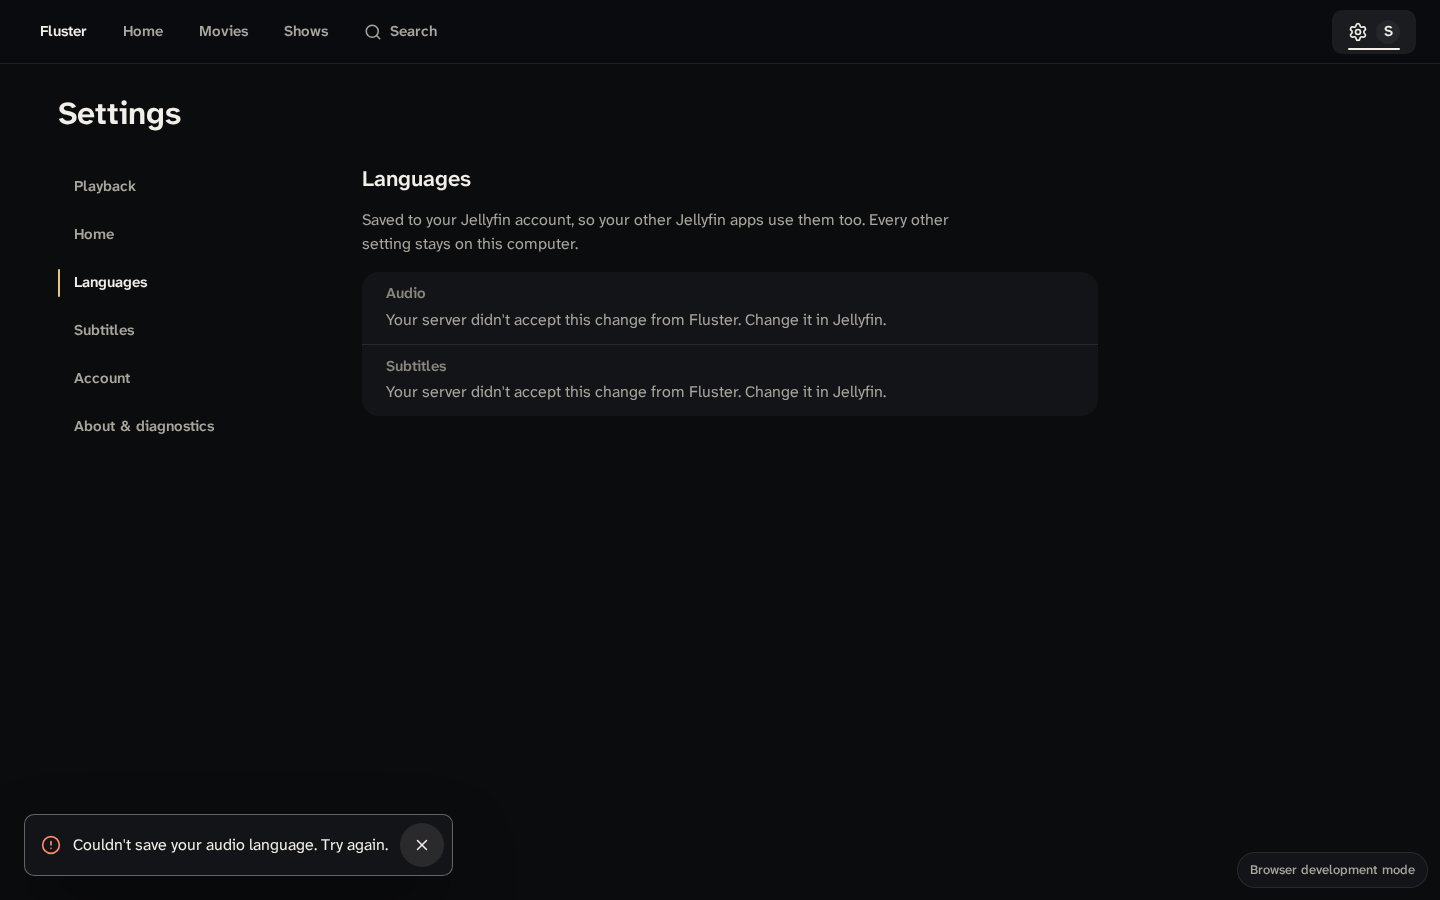 Fluster
Home
Movies
Shows
Search
S
Settings
Playback
Home
Languages
Subtitles
Account
About & diagnostics
Languages
Saved to your Jellyfin account, so your other Jellyfin apps use them too. Every other
setting stays on this computer.
Audio
Your server didn't accept this change from Fluster. Change it in Jellyfin.
Subtitles
Your server didn't accept this change from Fluster. Change it in Jellyfin.
Couldn't save your audio language. Try again.
Browser development mode